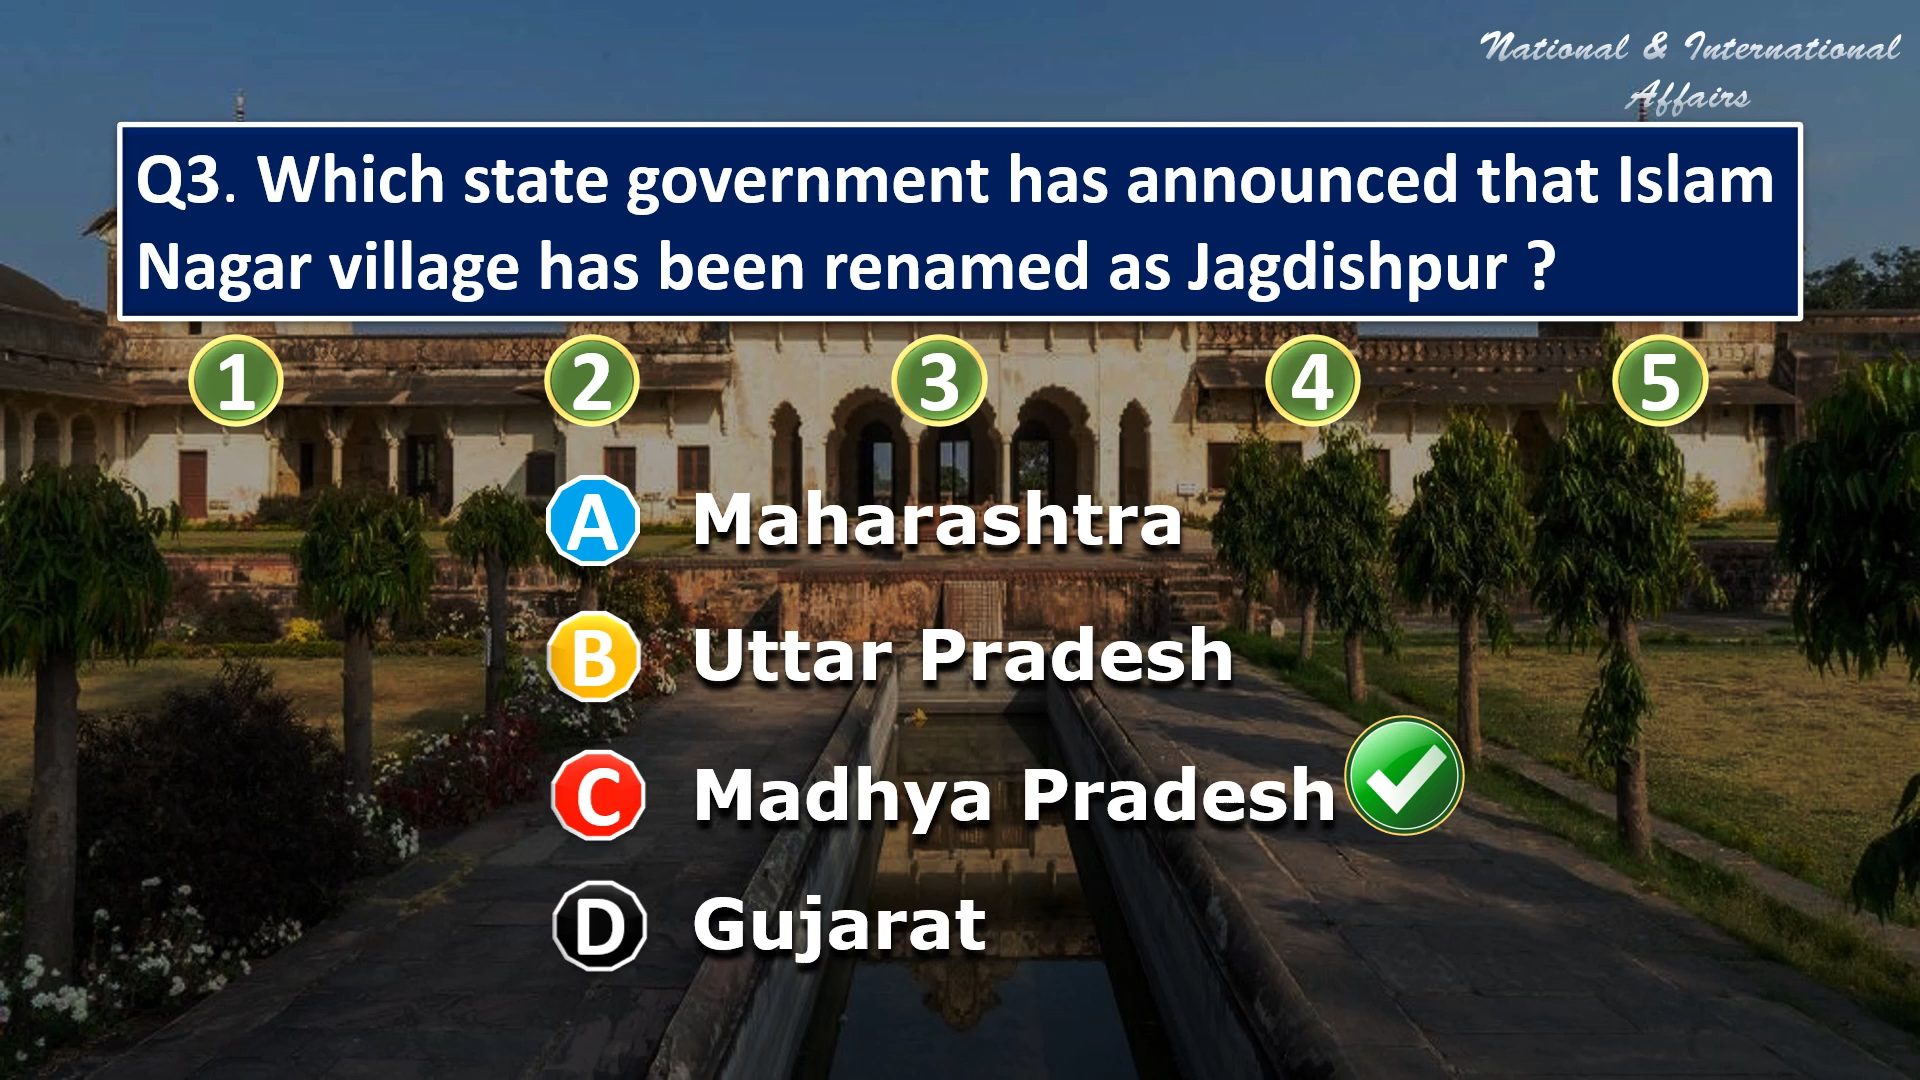 National & International
Affairs
Q3. Which state government has announced that Islam
Nagar village has been renamed as Jagdishpur ?
1 2 3 4 5
A Maharashtra
B Uttar Pradesh
C Madhya Pradesh
D Gujarat